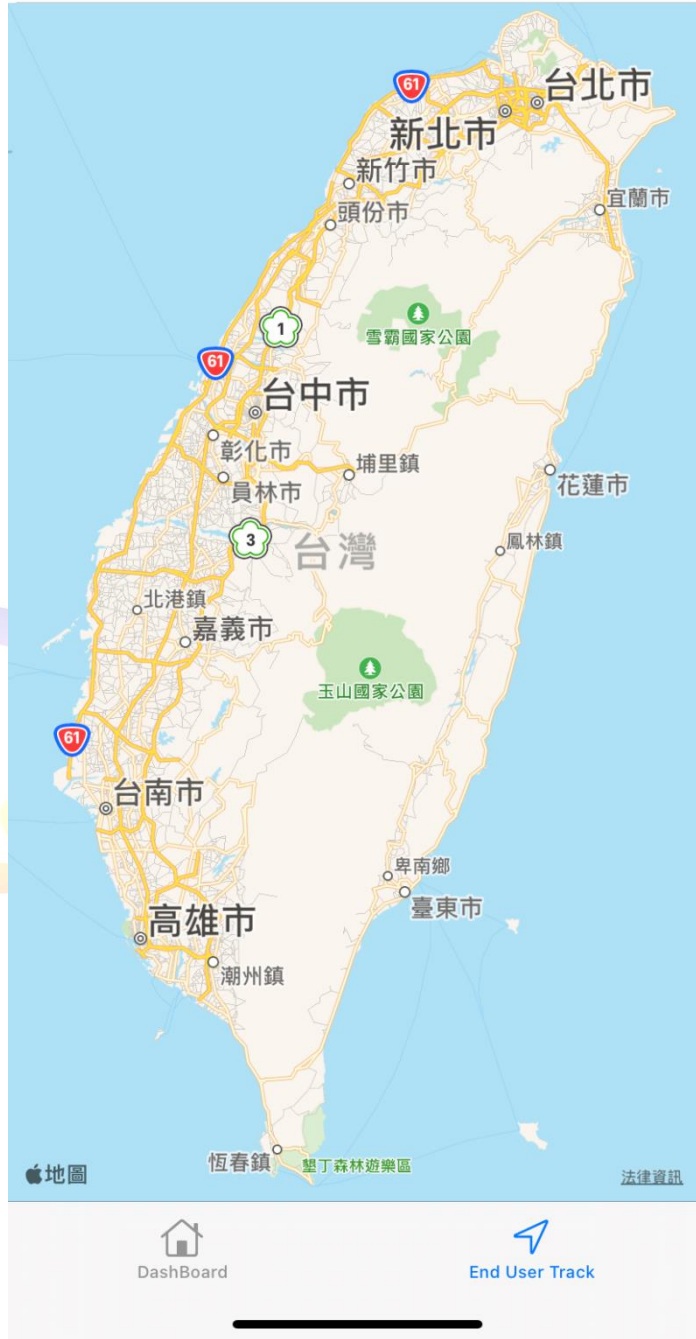 61
台北市
新北市
新竹市
宜蘭市
頭份市
雪霸國家公園
1
61
台中市
彰化市
埔里鎮
花蓮市
員林市
3
台灣
鳳林鎮
北港鎮
嘉義市
玉山國家公園
61
台南市
卑南鄉
臺東市
高雄市
潮州鎮
恆春鎮
墾丁森林遊樂區
地圖
法律資訊
DashBoard
End User Track